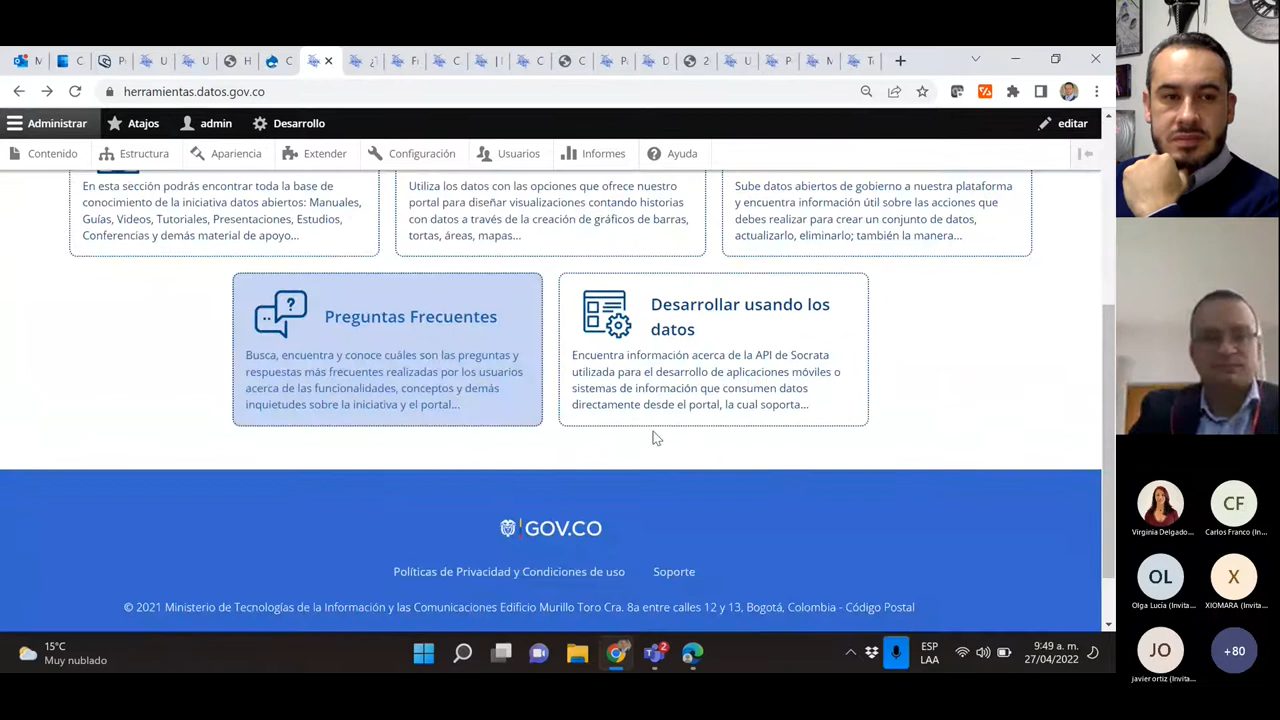 M
C
P
U
U
H
C
¿
F
C
|
C
C
P
D
2
U
P
M
T
herramientas.datos.gov.co
Administrar Atajos admin Desarrollo editar
Contenido Estructura Apariencia Extender Configuración Usuarios Informes Ayuda
En esta sección podrás encontrar toda la base de
conocimiento de la iniciativa datos abiertos: Manuales,
Guías, Videos, Tutoriales, Presentaciones, Estudios,
Conferencias y demás material de apoyo...
Utiliza los datos con las opciones que ofrece nuestro
portal para diseñar visualizaciones contando historias
con datos a través de la creación de gráficos de barras,
tortas, áreas, mapas...
Sube datos abiertos de gobierno a nuestra plataforma
y encuentra información útil sobre las acciones que
debes realizar para crear un conjunto de datos,
actualizarlo, eliminarlo; también la manera...
Preguntas Frecuentes
Busca, encuentra y conoce cuáles son las preguntas y
respuestas más frecuentes realizadas por los usuarios
acerca de las funcionalidades, conceptos y demás
inquietudes sobre la iniciativa y el portal...
Desarrollar usando los
datos
Encuentra información acerca de la API de Socrata
utilizada para el desarrollo de aplicaciones móviles o
sistemas de información que consumen datos
directamente desde el portal, la cual soporta...
GOV.CO
Políticas de Privacidad y Condiciones de uso Soporte
© 2021 Ministerio de Tecnologías de la Información y las Comunicaciones Edificio Murillo Toro Cra. 8a entre calles 12 y 13, Bogotá, Colombia - Código Postal
15°C
Muy nublado
2
ESP
LAA
9:49 a. m.
27/04/2022
Virginia Delgado...
CF
Carlos Franco (In...
OL
Olga Lucía (Invita...
X
XIOMARA (Invita...
JO
javier ortiz (Invita...
+80